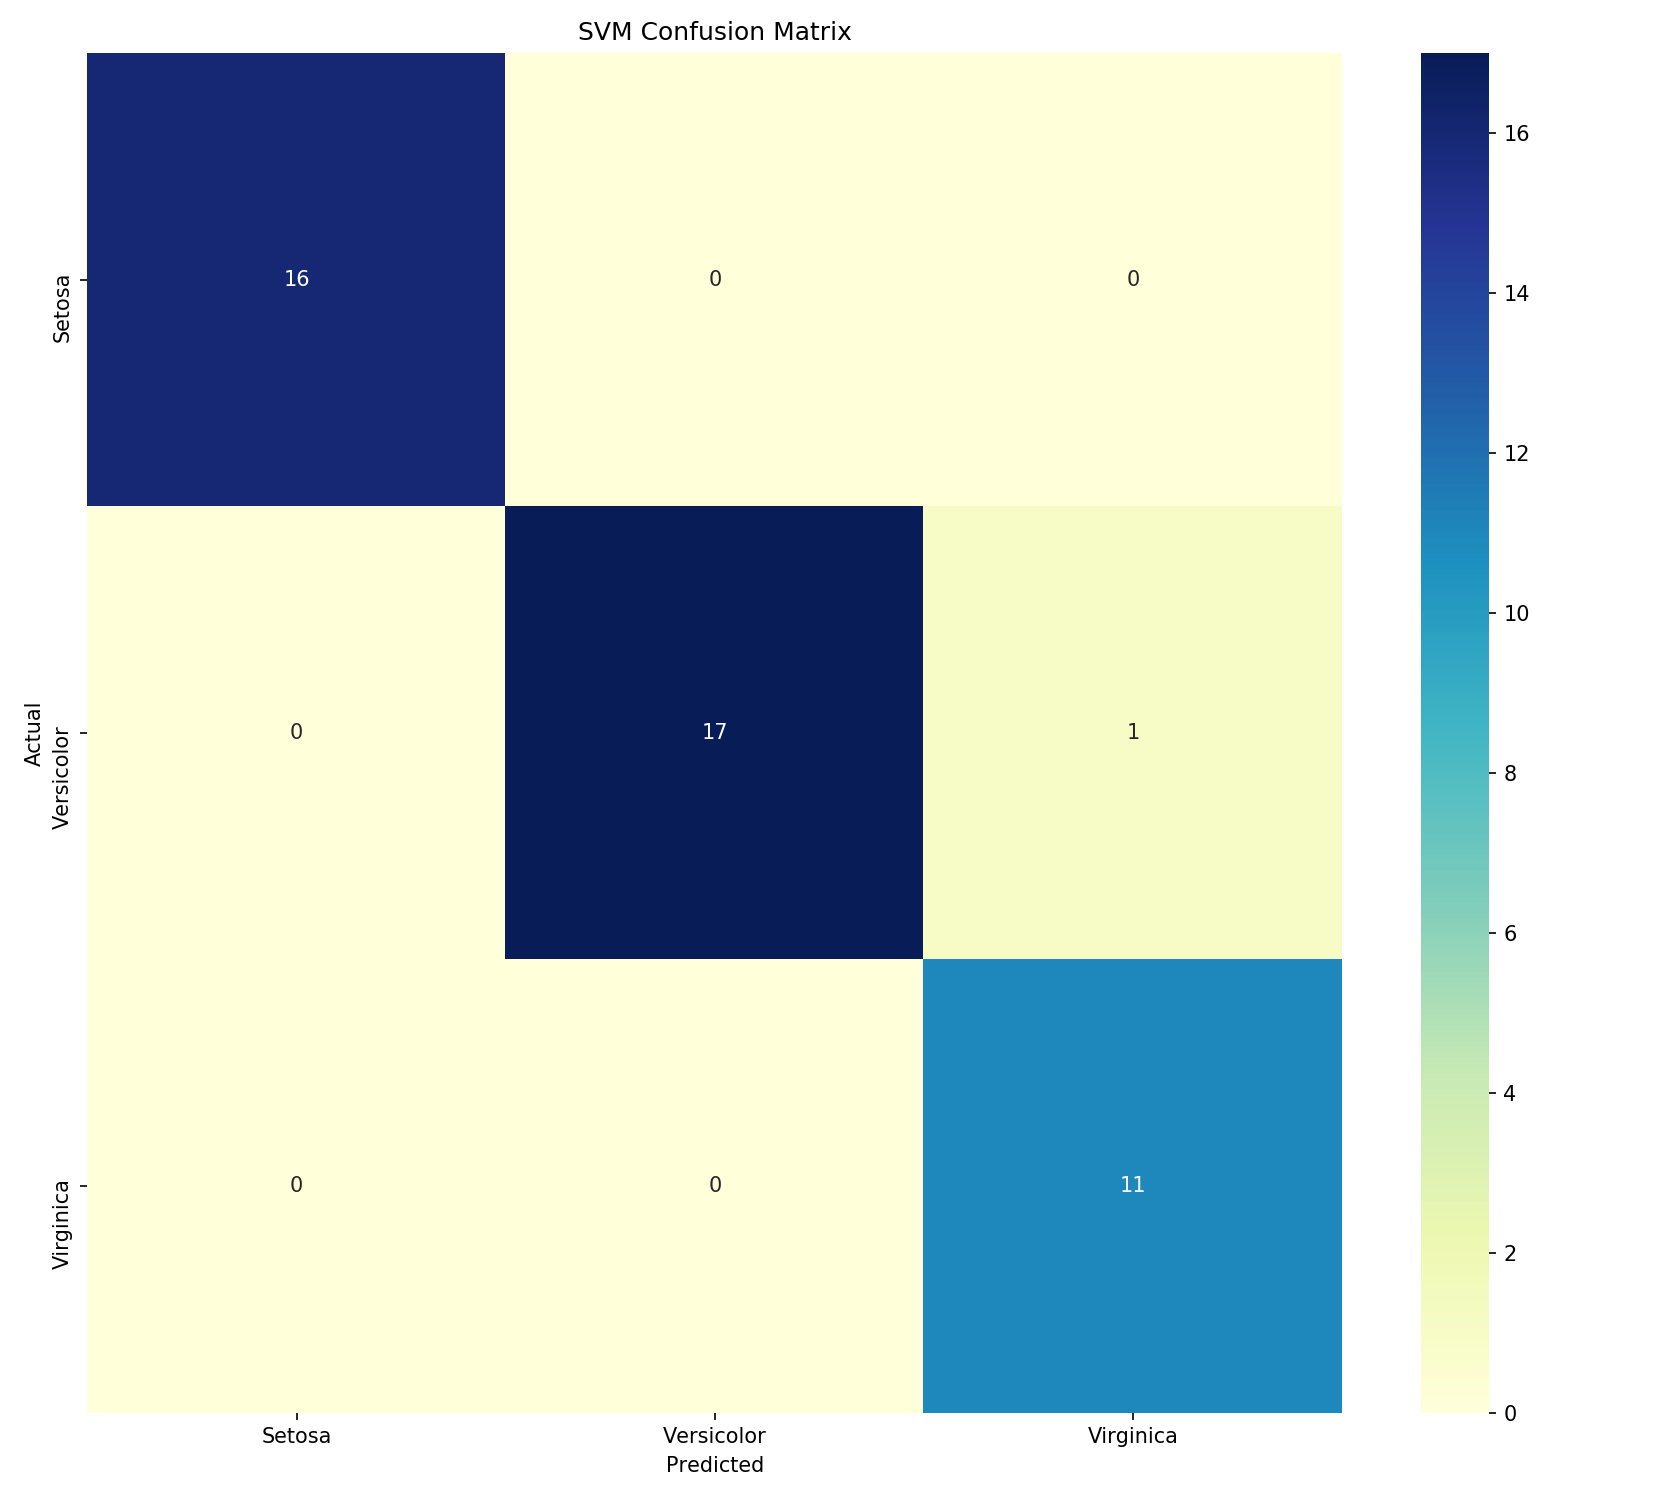 SVM Confusion Matrix
16 0 0
0 17 1
0 0 11
Setosa
Versicolor
Virginica
Actual
Setosa Versicolor Virginica
Predicted
16
14
12
10
8
6
4
2
0